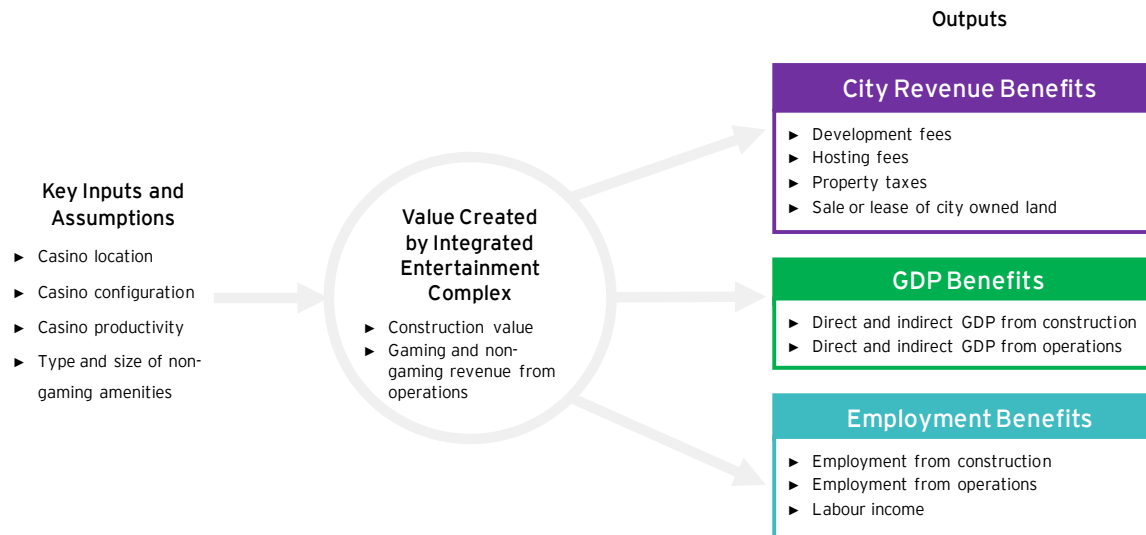 Outputs
Key Inputs and
Assumptions
► Casino location
► Casino configuration
► Casino productivity
► Type and size of non-
gaming amenities
Value Created
by Integrated
Entertainment
Complex
► Construction value
► Gaming and non-
gaming revenue from
operations
City Revenue Benefits
► Development fees
► Hosting fees
► Property taxes
► Sale or lease of city owned land
GDP Benefits
► Direct and indirect GDP from construction
► Direct and indirect GDP from operations
Employment Benefits
► Employment from construction
► Employment from operations
► Labour income